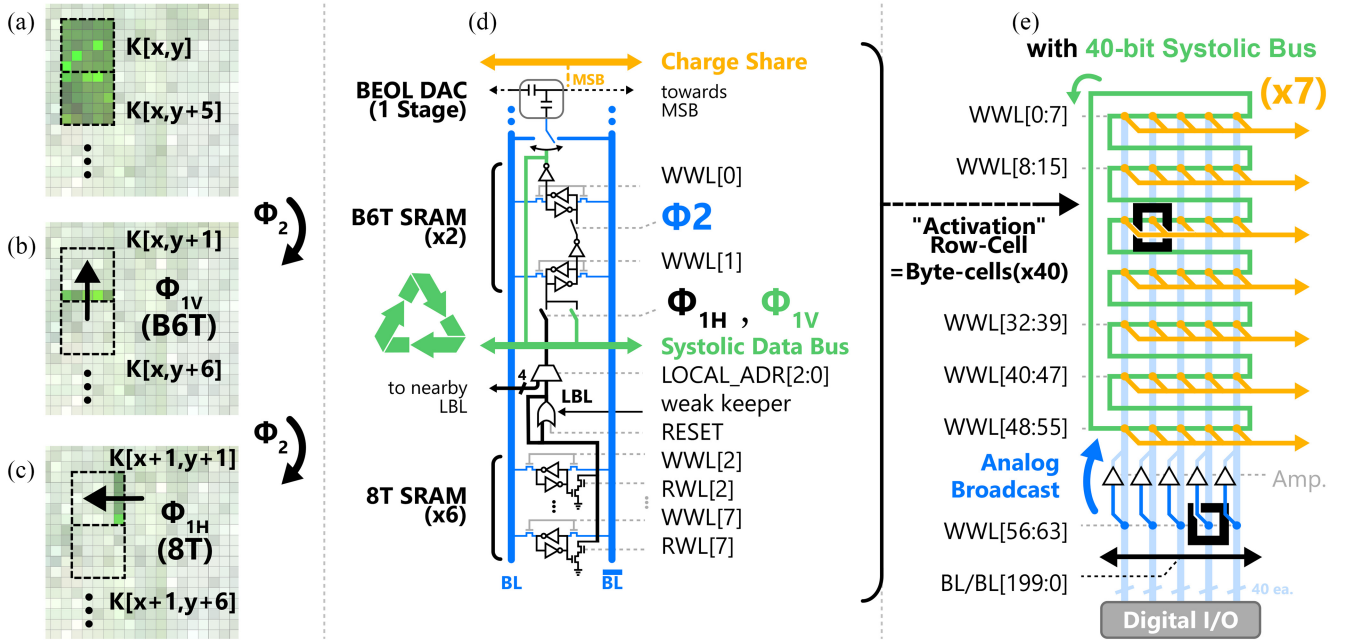 (a)
K[x,y]
K[x,y+5]
Φ2
(b)
K[x,y+1]
Φ1V
(B6T)
K[x,y+6]
Φ2
(c)
K[x+1,y+1]
Φ1H
(8T)
K[x+1,y+6]
(d)
Charge Share
MSB
BEOL DAC
(1 Stage)
towards
MSB
WWL[0]
B6T SRAM
(x2)
Φ2
WWL[1]
Φ1H , Φ1V
Systolic Data Bus
4
LOCAL_ADR[2:0]
to nearby
LBL
LBL
weak keeper
RESET
WWL[2]
8T SRAM
(x6)
RWL[2]
WWL[7]
RWL[7]
BL
B̅L̅
(e)
with 40-bit Systolic Bus
(x7)
WWL[0:7]
WWL[8:15]
"Activation"
Row-Cell
=Byte-cells(x40)
WWL[32:39]
WWL[40:47]
WWL[48:55]
Analog
Broadcast
Amp.
WWL[56:63]
BL/BL[199:0]
40 ea.
Digital I/O